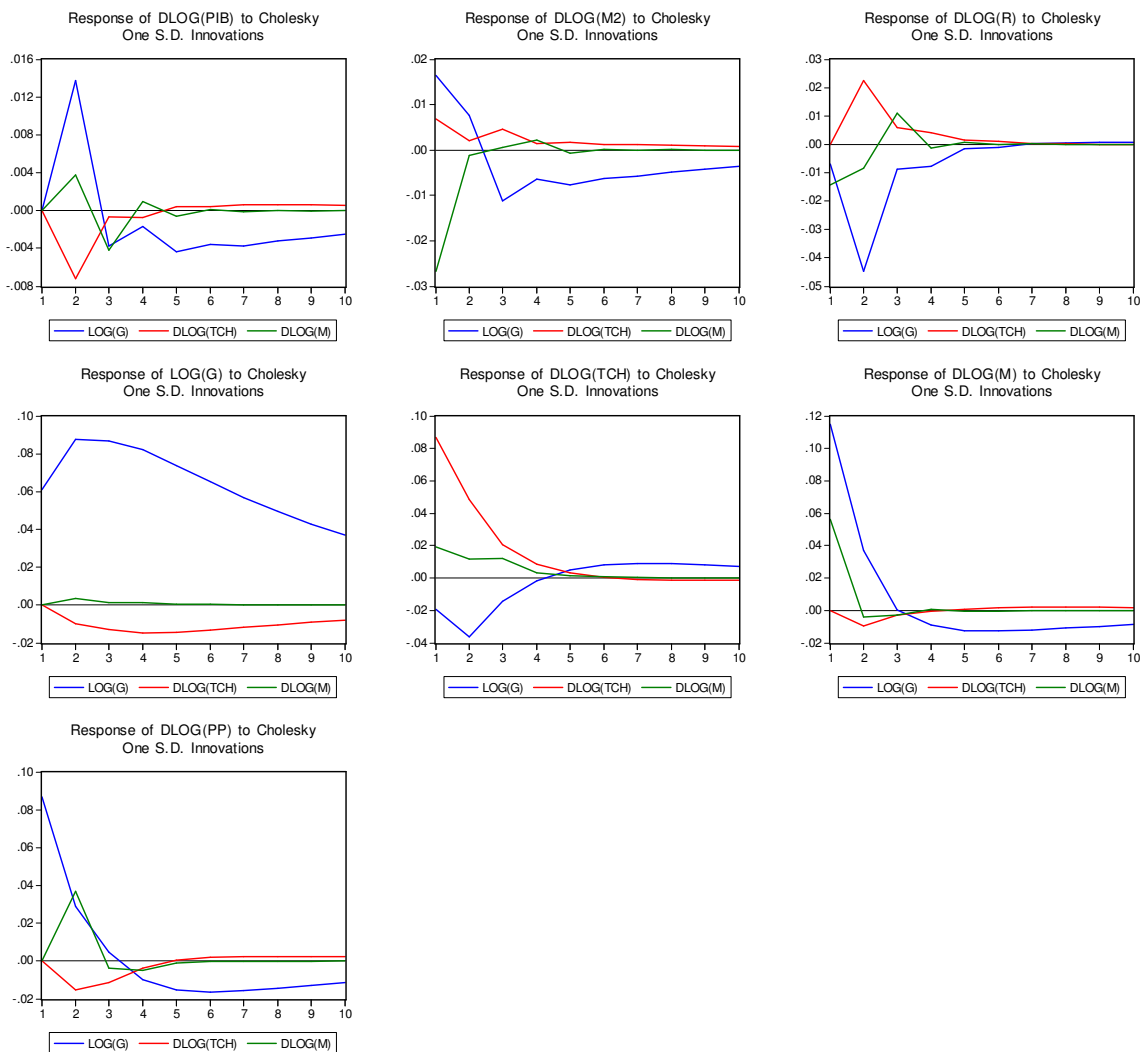 Response of DLOG(PIB) to Cholesky
One S.D. Innovations
.016
.012
.008
.004
.000
-.004
-.008
1 2 3 4 5 6 7 8 9 10
LOG(G) DLOG(TCH) DLOG(M)
Response of DLOG(M2) to Cholesky
One S.D. Innovations
.02
.01
.00
-.01
-.02
-.03
1 2 3 4 5 6 7 8 9 10
LOG(G) DLOG(TCH) DLOG(M)
Response of DLOG(R) to Cholesky
One S.D. Innovations
.03
.02
.01
.00
-.01
-.02
-.03
-.04
-.05
1 2 3 4 5 6 7 8 9 10
LOG(G) DLOG(TCH) DLOG(M)
Response of LOG(G) to Cholesky
One S.D. Innovations
.10
.08
.06
.04
.02
.00
-.02
1 2 3 4 5 6 7 8 9 10
LOG(G) DLOG(TCH) DLOG(M)
Response of DLOG(TCH) to Cholesky
One S.D. Innovations
.10
.08
.06
.04
.02
.00
-.02
-.04
1 2 3 4 5 6 7 8 9 10
LOG(G) DLOG(TCH) DLOG(M)
Response of DLOG(M) to Cholesky
One S.D. Innovations
.12
.10
.08
.06
.04
.02
.00
-.02
1 2 3 4 5 6 7 8 9 10
LOG(G) DLOG(TCH) DLOG(M)
Response of DLOG(PP) to Cholesky
One S.D. Innovations
.10
.08
.06
.04
.02
.00
-.02
1 2 3 4 5 6 7 8 9 10
LOG(G) DLOG(TCH) DLOG(M)